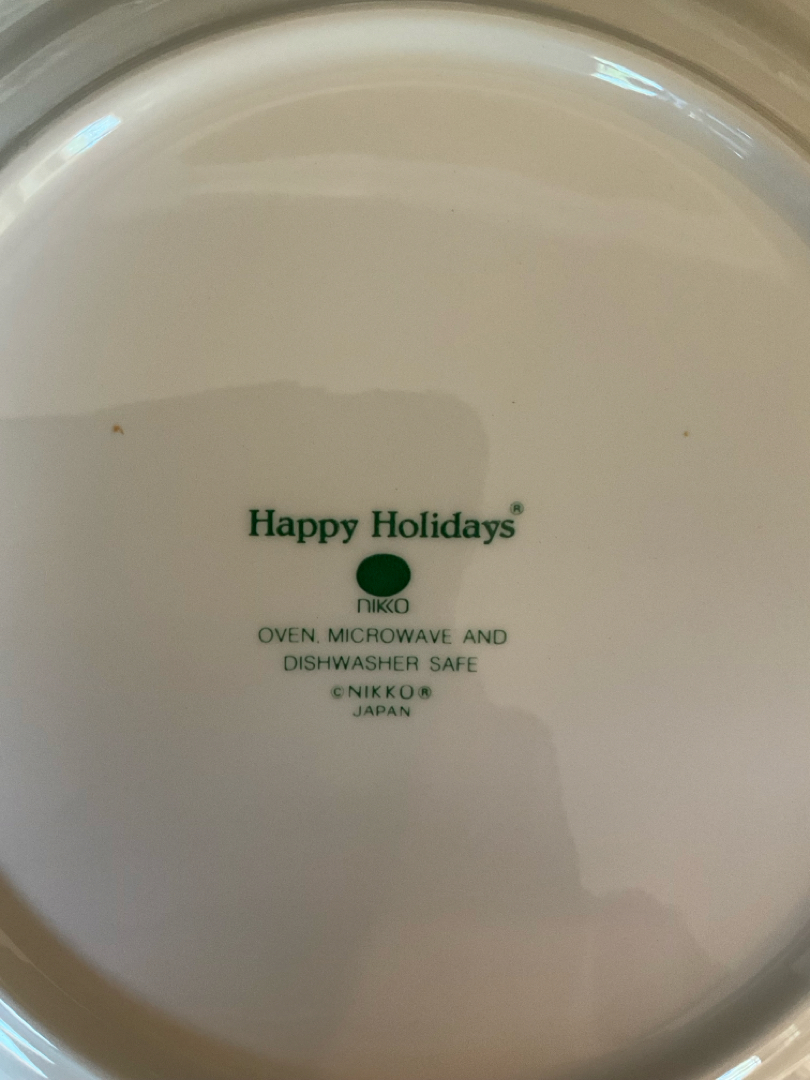 Happy Holidays®
NIKKO
OVEN, MICROWAVE AND
DISHWASHER SAFE
©NIKKO®
JAPAN